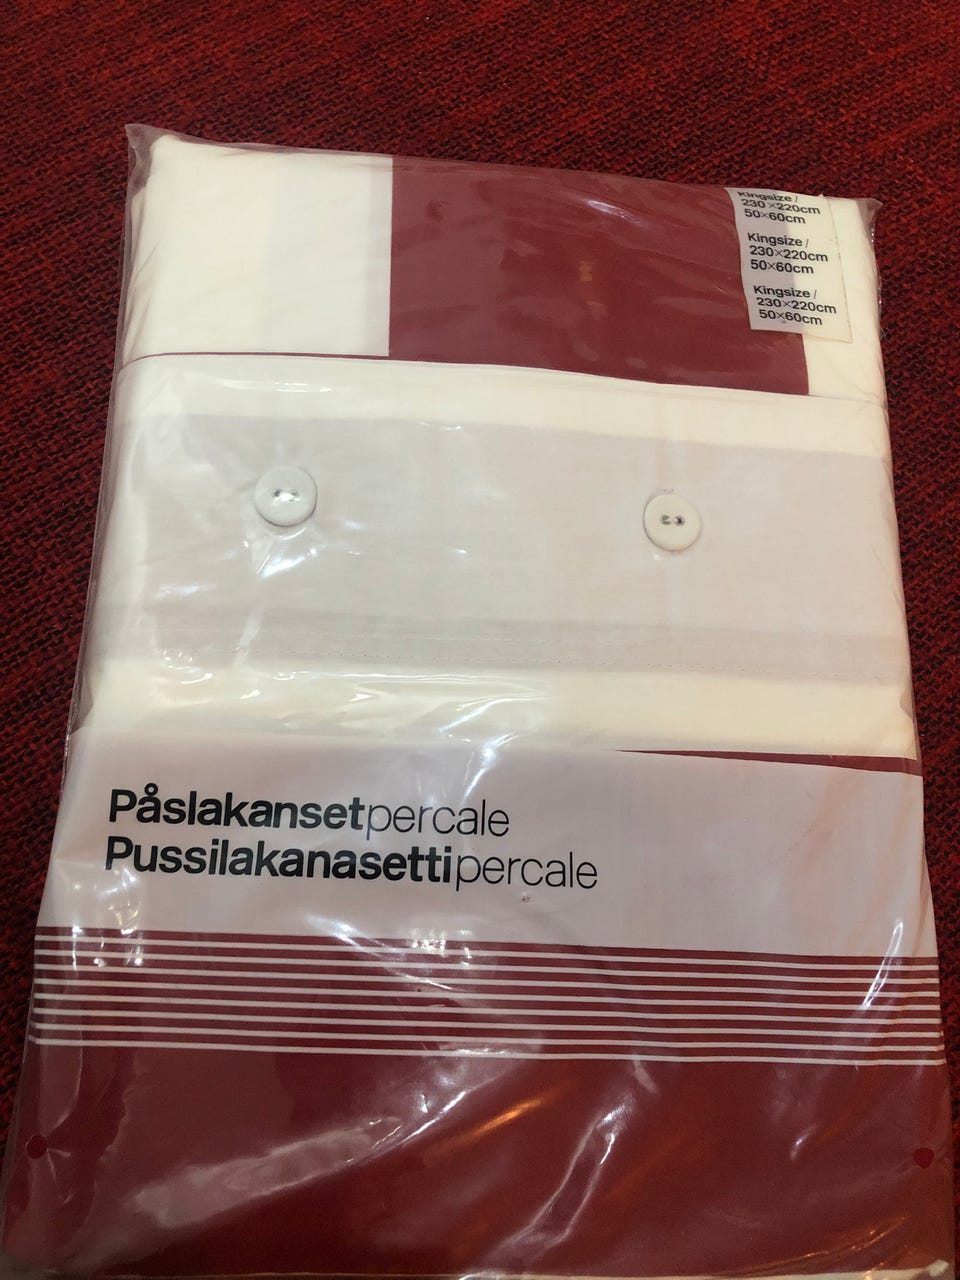 Kingsize /
230×220cm
50×60cm
Kingsize /
230×220cm
50×60cm
Kingsize /
230×220cm
50×60cm
Påslakansetpercale
Pussilakanasettipercale